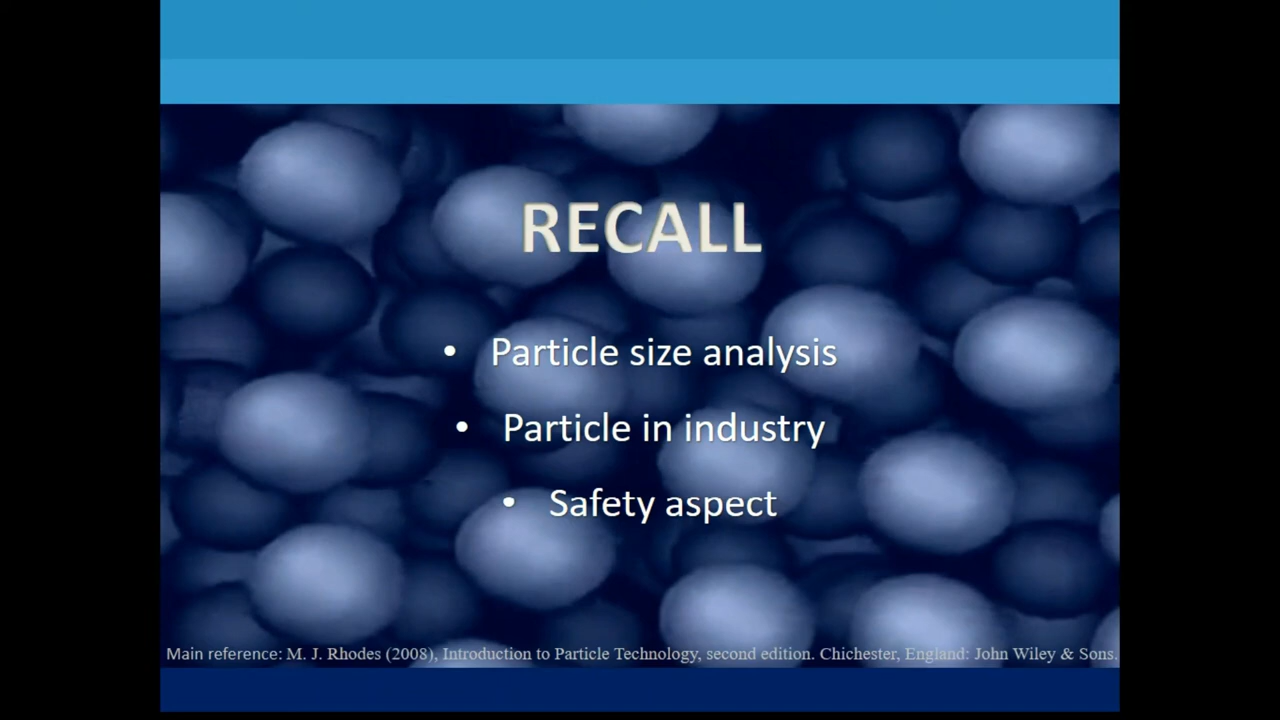 RECALL
• Particle size analysis
• Particle in industry
• Safety aspect
Main reference: M. J. Rhodes (2008), Introduction to Particle Technology, second edition. Chichester, England: John Wiley & Sons.